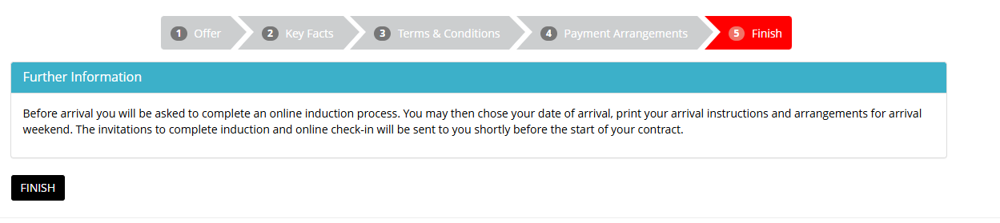 1 Offer 2 Key Facts 3 Terms & Conditions 4 Payment Arrangements 5 Finish
Further Information
Before arrival you will be asked to complete an online induction process. You may then chose your date of arrival, print your arrival instructions and arrangements for arrival
weekend. The invitations to complete induction and online check-in will be sent to you shortly before the start of your contract.
FINISH